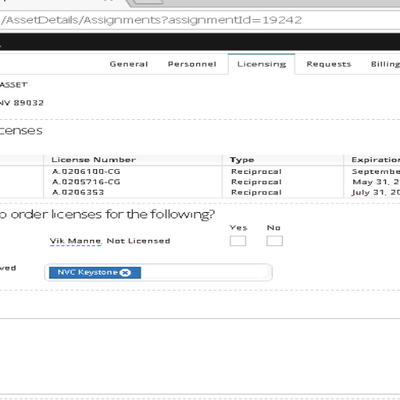 /AssetDetails/Assignments?assignmentId=19242
General Personnel Licensing Requests Billing
ASSET
NV 89032
censes
License Number Type Expiratio
A.0206100-CG Reciprocal Septembe
A.0205716-CG Reciprocal May 31, 2
A.0206353 Reciprocal July 31, 20
o order licenses for the following?
Yes No
Vik Manne, Not Licensed
ved
NVC Keystone